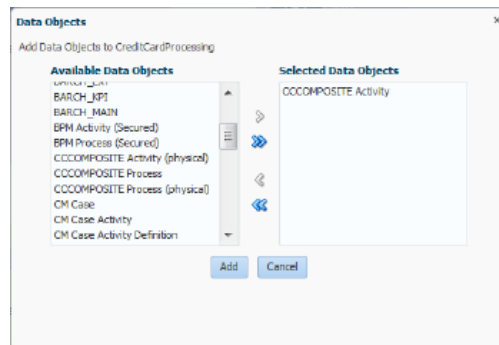 Data Objects
Add Data Objects to CreditCardProcessing
Available Data Objects
BARCH_KPI
BARCH_MAIN
BPM Activity (Secured)
BPM Process (Secured)
CCCOMPOSITE Activity (physical)
CCCOMPOSITE Process
CCCOMPOSITE Process (physical)
CM Case
CM Case Activity
CM Case Activity Definition
Selected Data Objects
CCCOMPOSITE Activity
Add
Cancel